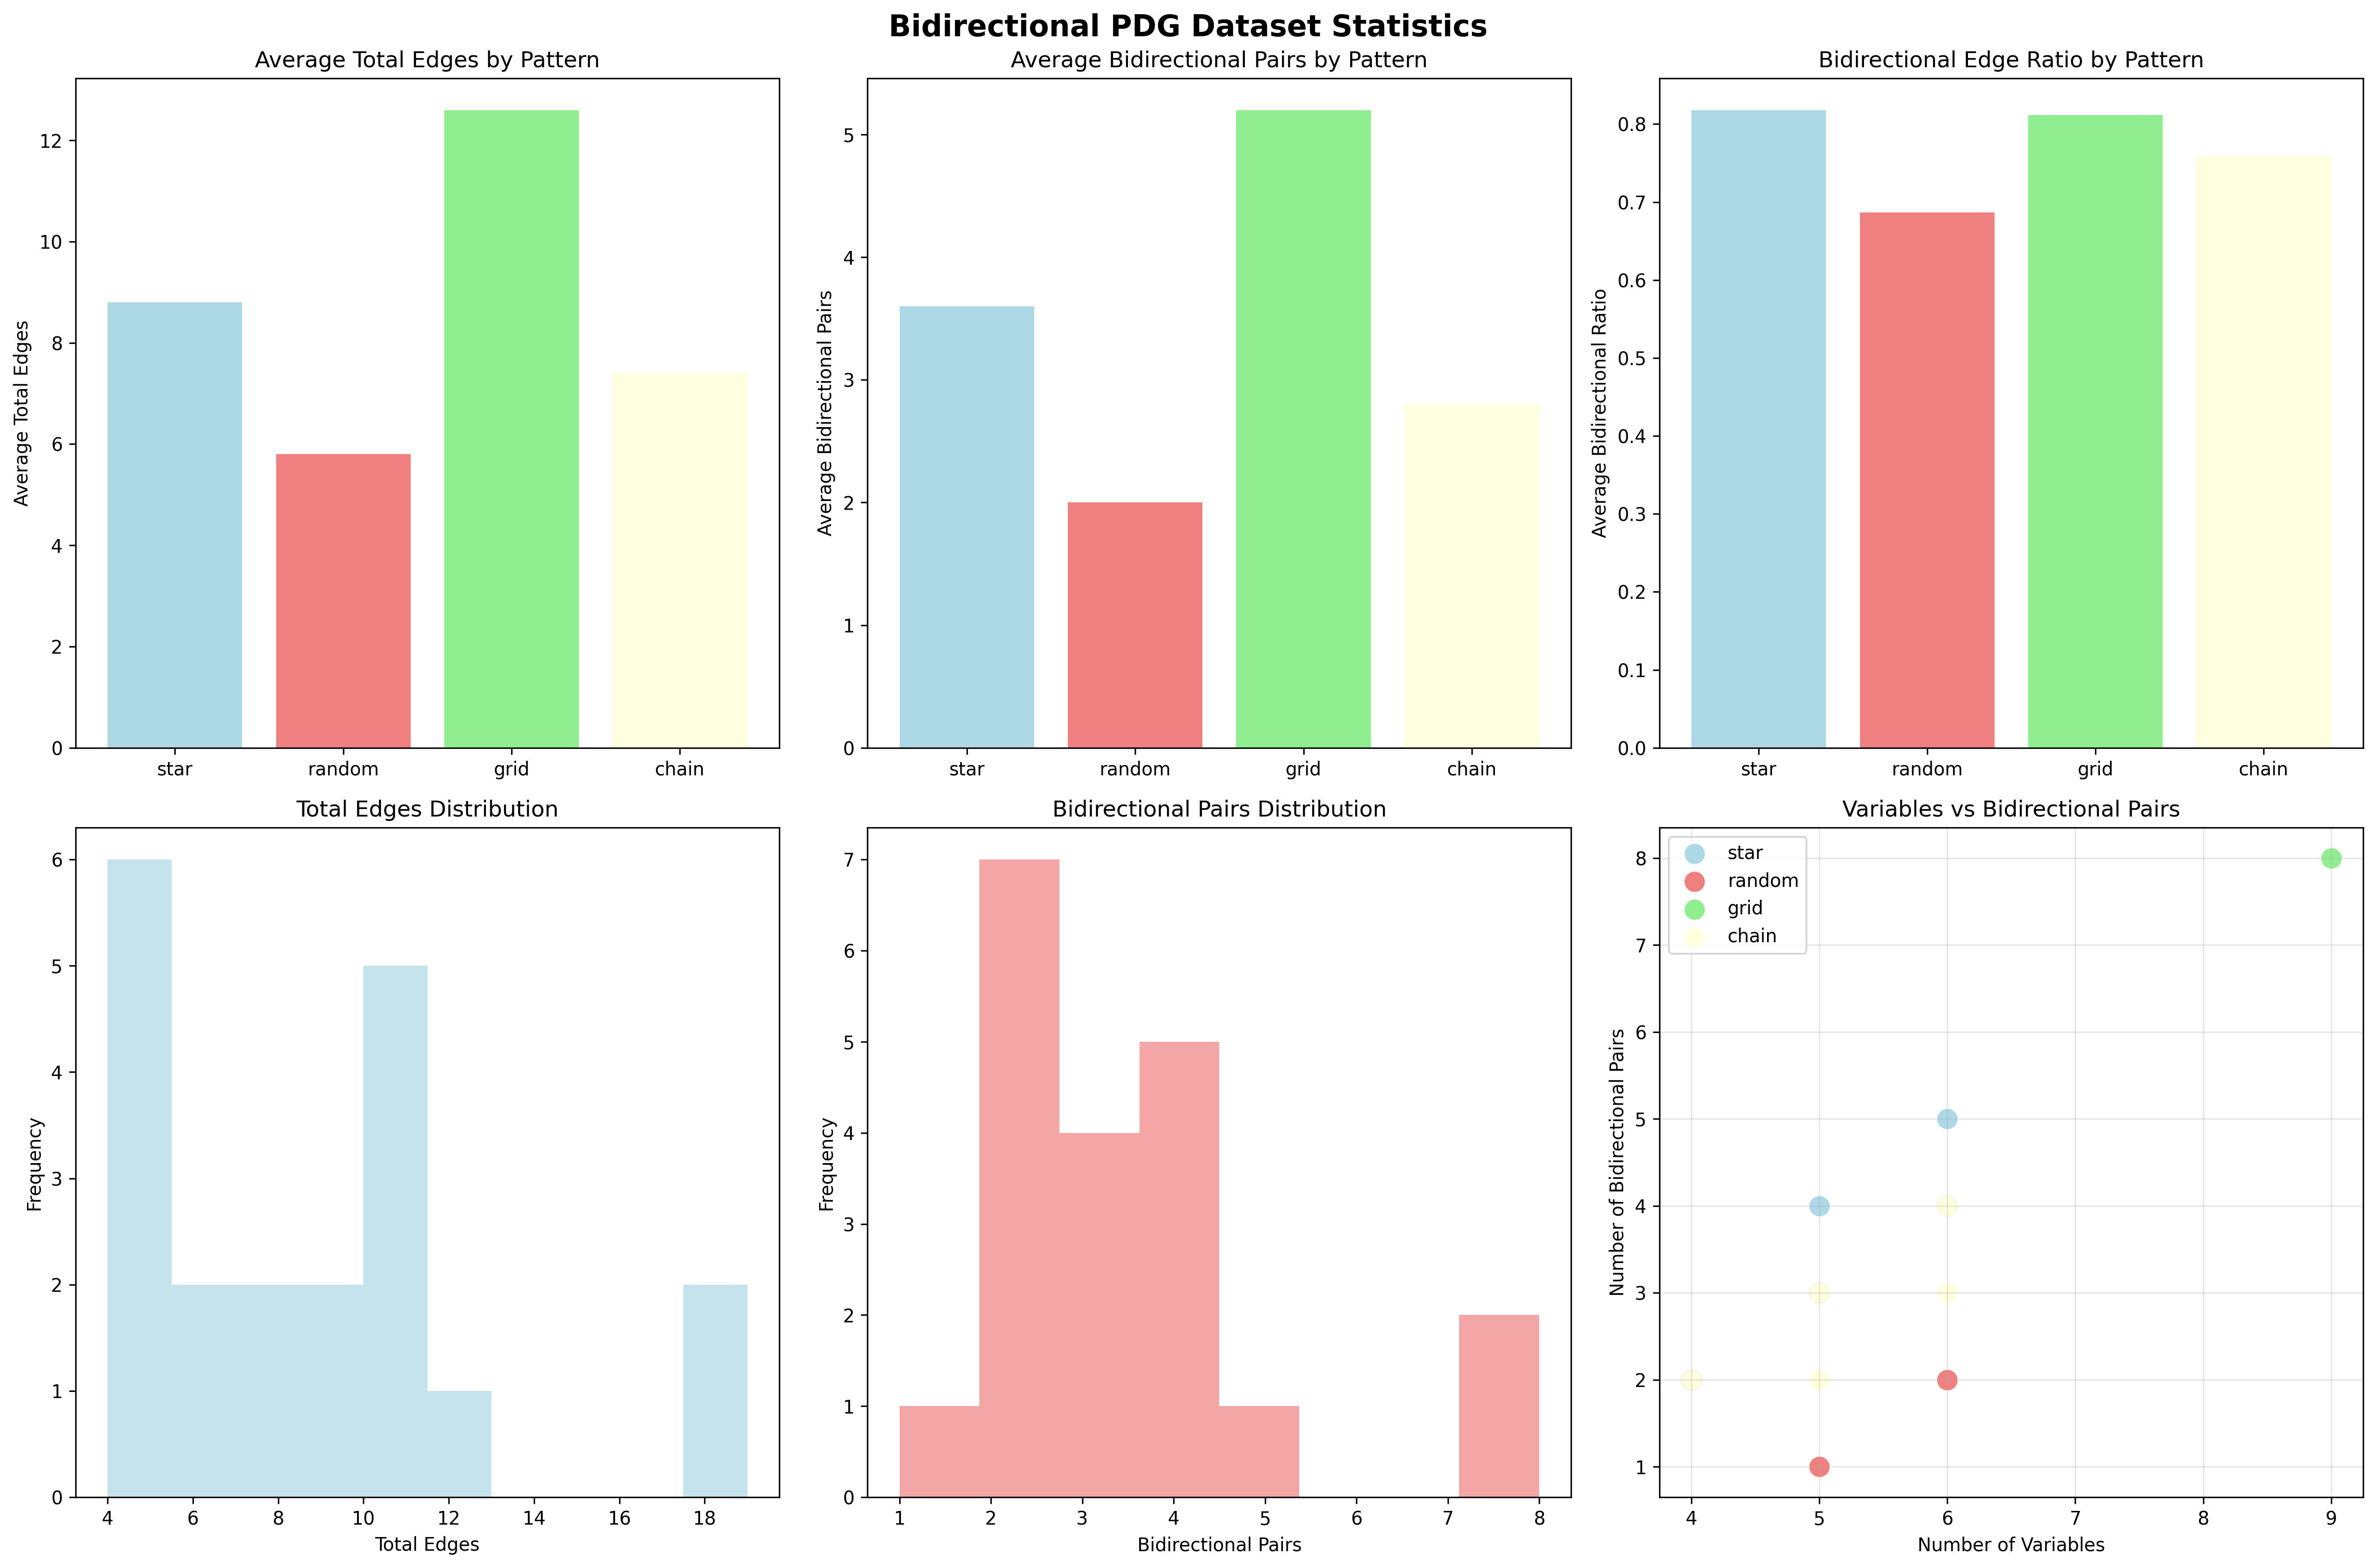 Bidirectional PDG Dataset Statistics
Average Total Edges by Pattern
Average Total Edges
12
10
8
6
4
2
0
star random grid chain
Average Bidirectional Pairs by Pattern
Average Bidirectional Pairs
5
4
3
2
1
0
star random grid chain
Bidirectional Edge Ratio by Pattern
Average Bidirectional Ratio
0.8
0.7
0.6
0.5
0.4
0.3
0.2
0.1
0.0
star random grid chain
Total Edges Distribution
Frequency
6
5
4
3
2
1
0
4 6 8 10 12 14 16 18
Total Edges
Bidirectional Pairs Distribution
Frequency
7
6
5
4
3
2
1
0
1 2 3 4 5 6 7 8
Bidirectional Pairs
Variables vs Bidirectional Pairs
star
random
grid
chain
Number of Bidirectional Pairs
8
7
6
5
4
3
2
1
4 5 6 7 8 9
Number of Variables